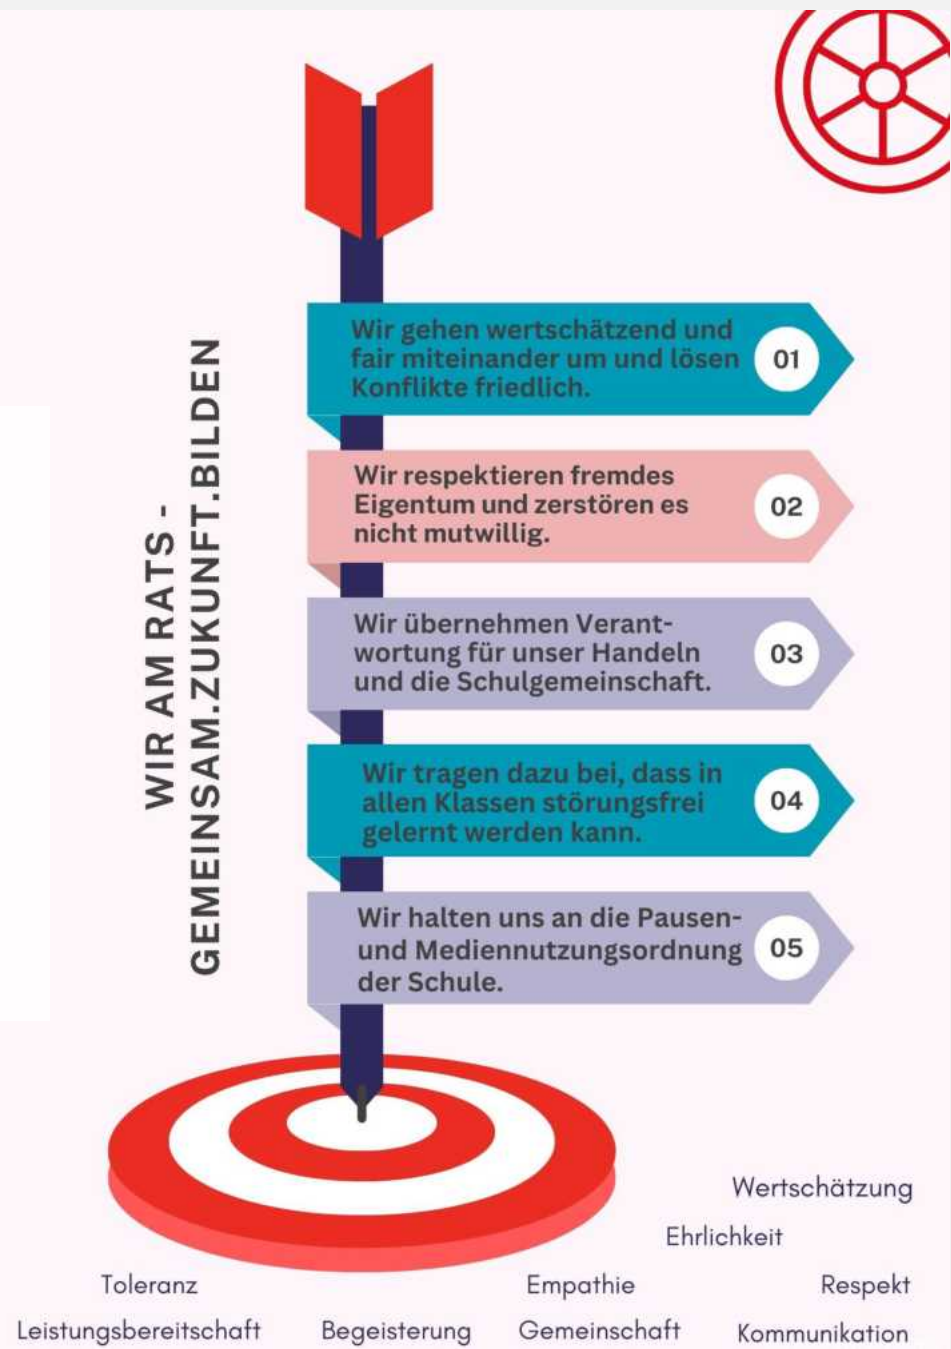 WIR AM RATS -
GEMEINSAM.ZUKUNFT.BILDEN
Wir gehen wertschätzend und
fair miteinander um und lösen
Konflikte friedlich.
01
Wir respektieren fremdes
Eigentum und zerstören es
nicht mutwillig.
02
Wir übernehmen Verant-
wortung für unser Handeln
und die Schulgemeinschaft.
03
Wir tragen dazu bei, dass in
allen Klassen störungsfrei
gelernt werden kann.
04
Wir halten uns an die Pausen-
und Mediennutzungsordnung
der Schule.
05
Wertschätzung
Ehrlichkeit
Toleranz
Empathie
Respekt
Leistungsbereitschaft
Begeisterung
Gemeinschaft
Kommunikation